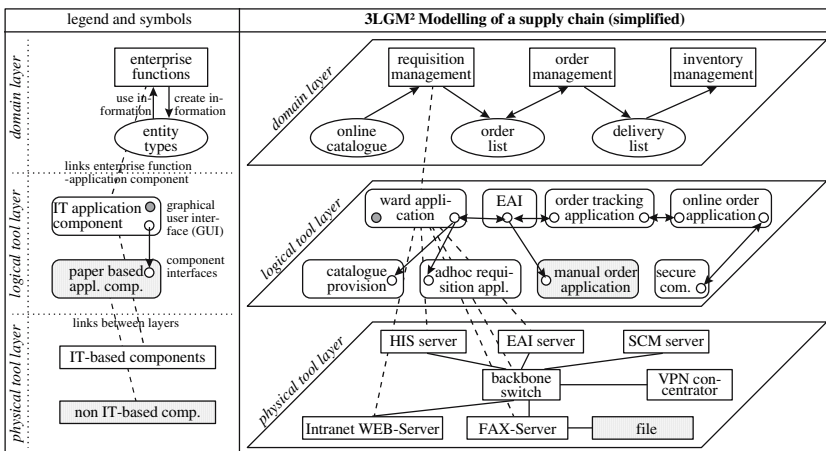 legend and symbols
3LGM² Modelling of a supply chain (simplified)
domain layer
enterprise
functions
use in-
formation
create in-
formation
entity
types
links enterprise function
-application component
logical tool layer
IT application
component
graphical
user inter-
face (GUI)
component
interfaces
paper based
appl. comp.
links between layers
physical tool layer
IT-based components
non IT-based comp.
domain layer
requisition
management
order
management
inventory
management
online
catalogue
order
list
delivery
list
logical tool layer
ward appli-
cation
EAI
order tracking
application
online order
application
catalogue
provision
adhoc requi-
sition appl.
manual order
application
secure
com.
physical tool layer
HIS server
EAI server
SCM server
backbone
switch
VPN con-
centrator
Intranet WEB-Server
FAX-Server
file